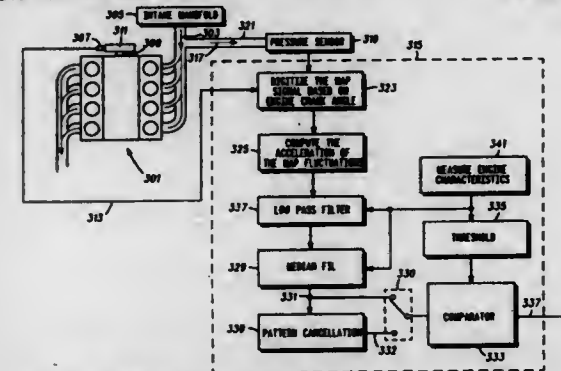 305
INTAKE MANIFOLD
307
311
309
303
321
317
PRESSURE SENSOR
319
315
DIGITIZE THE MAP
SIGNAL BASED ON
ENGINE CRANK ANGLE
323
301
325
COMPUTE THE
ACCELERATION OF
THE MAP FLUCTUATIONS
341
MEASURE ENGINE
CHARACTERISTICS
313
327
LOW PASS FILTER
335
THRESHOLD
329
MEDIAN FIL
331
330
COMPARATOR
337
330
PATTERN CANCELLATION
332
333